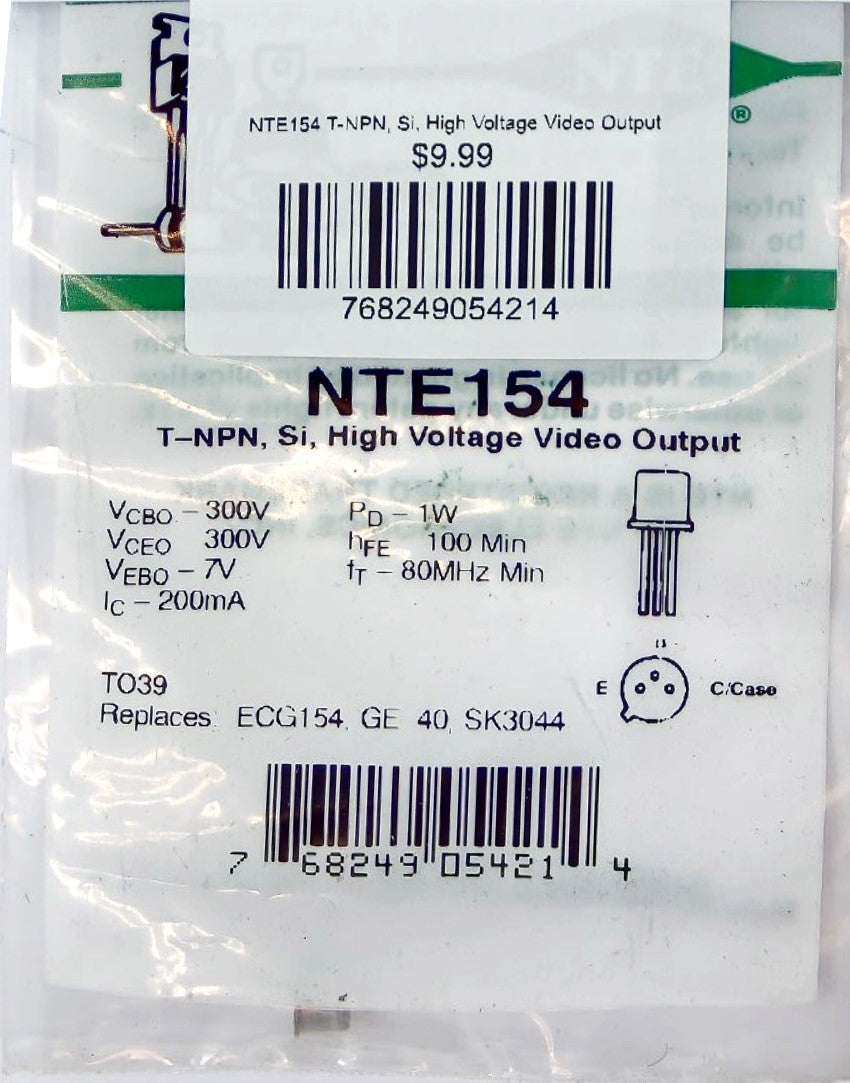 NTE154 T-NPN, Si, High Voltage Video Output
$9.99
768249054214
®
NTE154
T–NPN, Si, High Voltage Video Output
VCBO – 300V PD – 1W
VCEO 300V hFE 100 Min
VEBO – 7V fT – 80MHz Min
IC – 200mA
TO39
Replaces: ECG154, GE 40, SK3044
E C/Case
7 68249 05421 4